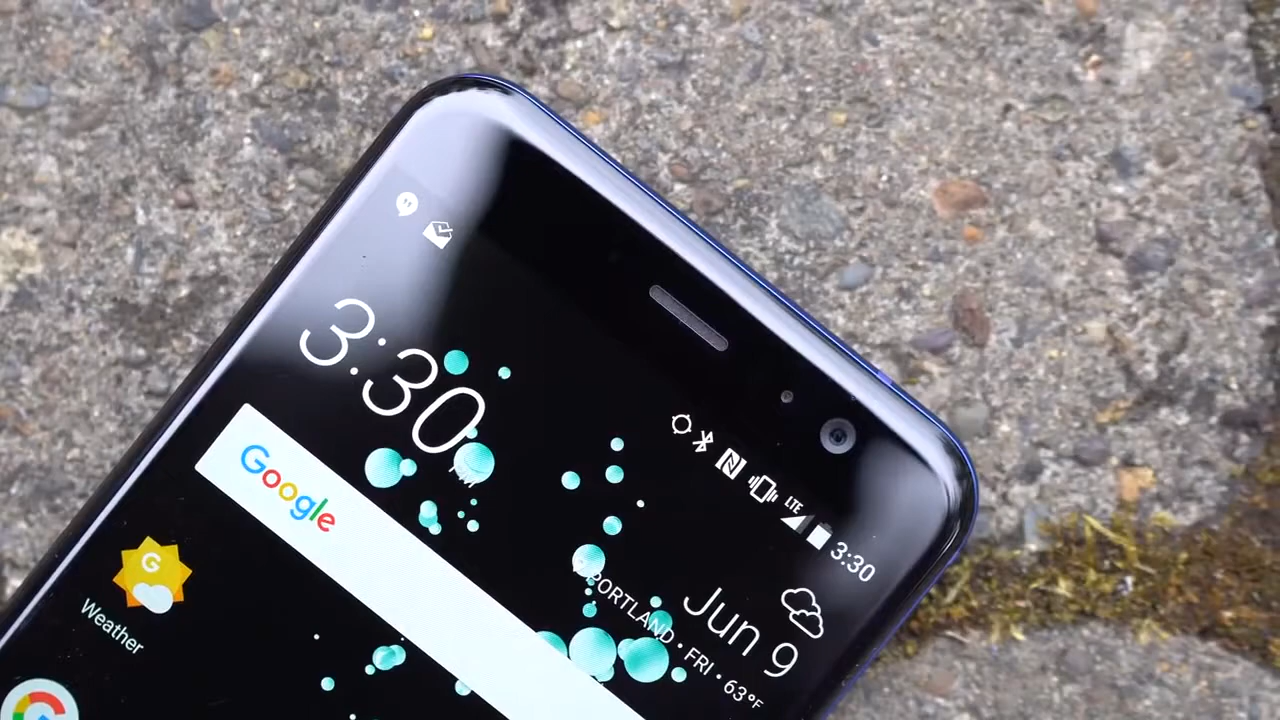 LTE 3:30
3:30
Jun 9
PORTLAND • FRI • 63°F
Google
G
Weather